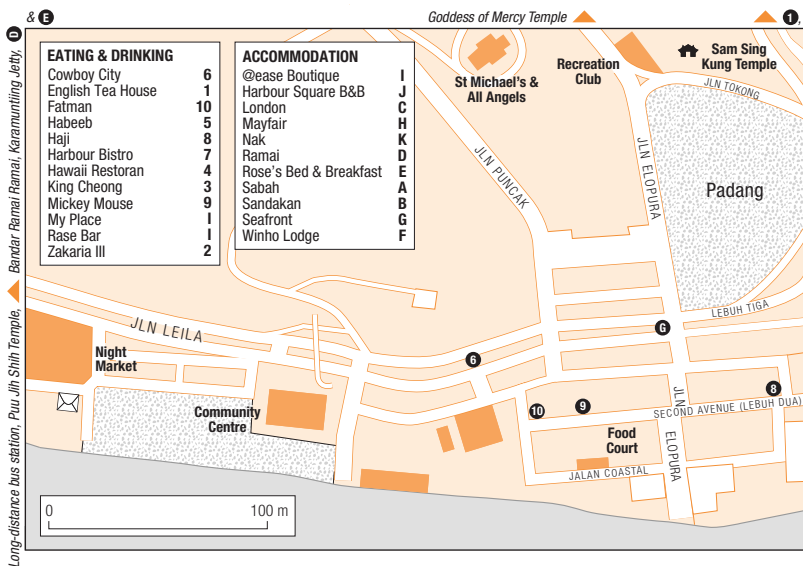 & E
Goddess of Mercy Temple
1,
Long-distance bus station, Puu Jih Shih Temple, Bandar Ramai Ramai, Karamuntiing Jetty, D
EATING & DRINKING
Cowboy City 6
English Tea House 1
Fatman 10
Habeeb 5
Haji 8
Harbour Bistro 7
Hawaii Restoran 4
King Cheong 3
Mickey Mouse 9
My Place I
Rase Bar I
Zakaria III 2
ACCOMMODATION
@ease Boutique I
Harbour Square B&B J
London C
Mayfair H
Nak K
Ramai D
Rose's Bed & Breakfast E
Sabah A
Sandakan B
Seafront G
Winho Lodge F
St Michael's &
All Angels
Recreation
Club
Sam Sing
Kung Temple
JLN TOKONG
JLN PUNCAK
JLN ELOPURA
Padang
LEBUH TIGA
JLN LEILA
G
Night
Market
6
Community
Centre
10
9
8
JLN ELOPURA
SECOND AVENUE (LEBUH DUA)
Food
Court
JALAN COASTAL
0 100 m